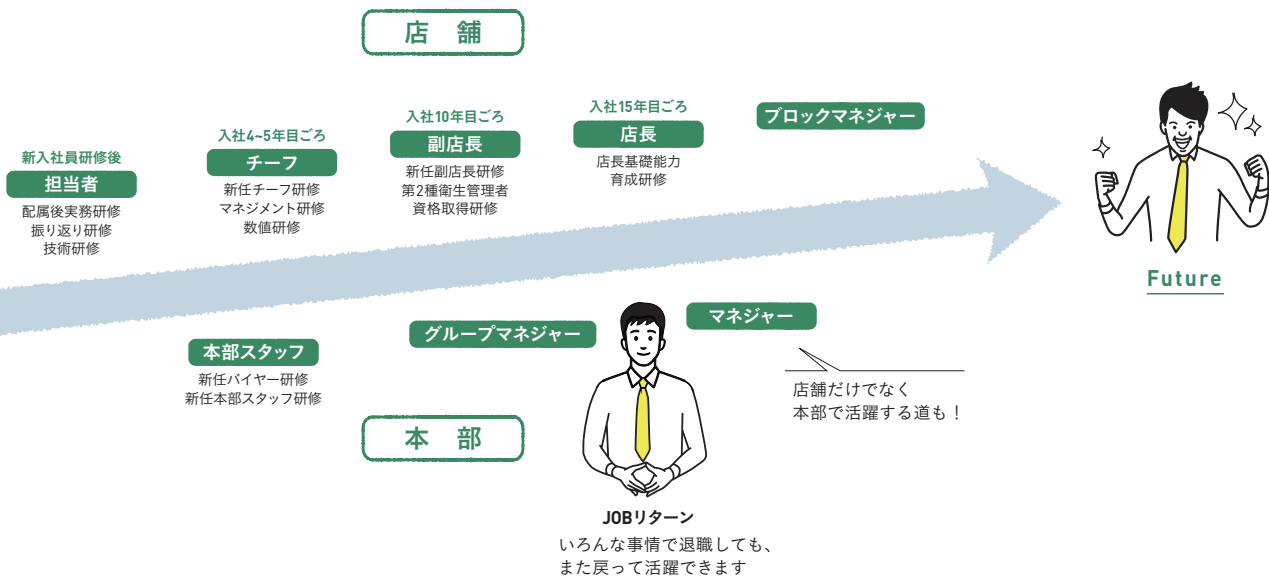 店　舗
新入社員研修後
担当者
配属後実務研修
振り返り研修
技術研修
入社4~5年目ごろ
チーフ
新任チーフ研修
マネジメント研修
数値研修
入社10年目ごろ
副店長
新任副店長研修
第2種衛生管理者
資格取得研修
入社15年目ごろ
店長
店長基礎能力
育成研修
ブロックマネジャー
Future
本部スタッフ
新任バイヤー研修
新任本部スタッフ研修
グループマネジャー
マネジャー
店舗だけでなく
本部で活躍する道も！
本　部
JOBリターン
いろんな事情で退職しても、
また戻って活躍できます